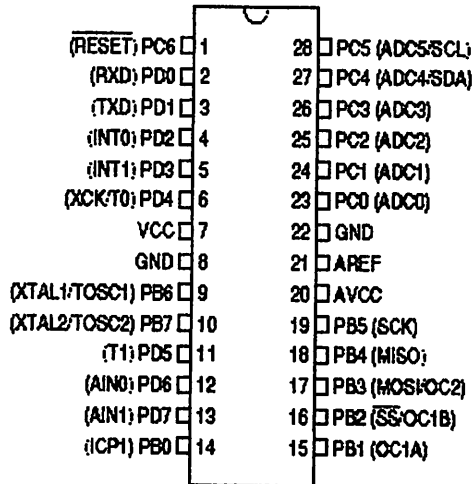 (RESET) PC6 1 28 PC5 (ADC5/SCL)
(RXD) PD0 2 27 PC4 (ADC4/SDA)
(TXD) PD1 3 26 PC3 (ADC3)
(INT0) PD2 4 25 PC2 (ADC2)
(INT1) PD3 5 24 PC1 (ADC1)
(XCK/T0) PD4 6 23 PC0 (ADC0)
VCC 7 22 GND
GND 8 21 AREF
(XTAL1/TOSC1) PB6 9 20 AVCC
(XTAL2/TOSC2) PB7 10 19 PB5 (SCK)
(T1) PD5 11 18 PB4 (MISO)
(AIN0) PD6 12 17 PB3 (MOSI/OC2)
(AIN1) PD7 13 16 PB2 (SS/OC1B)
(ICP1) PB0 14 15 PB1 (OC1A)